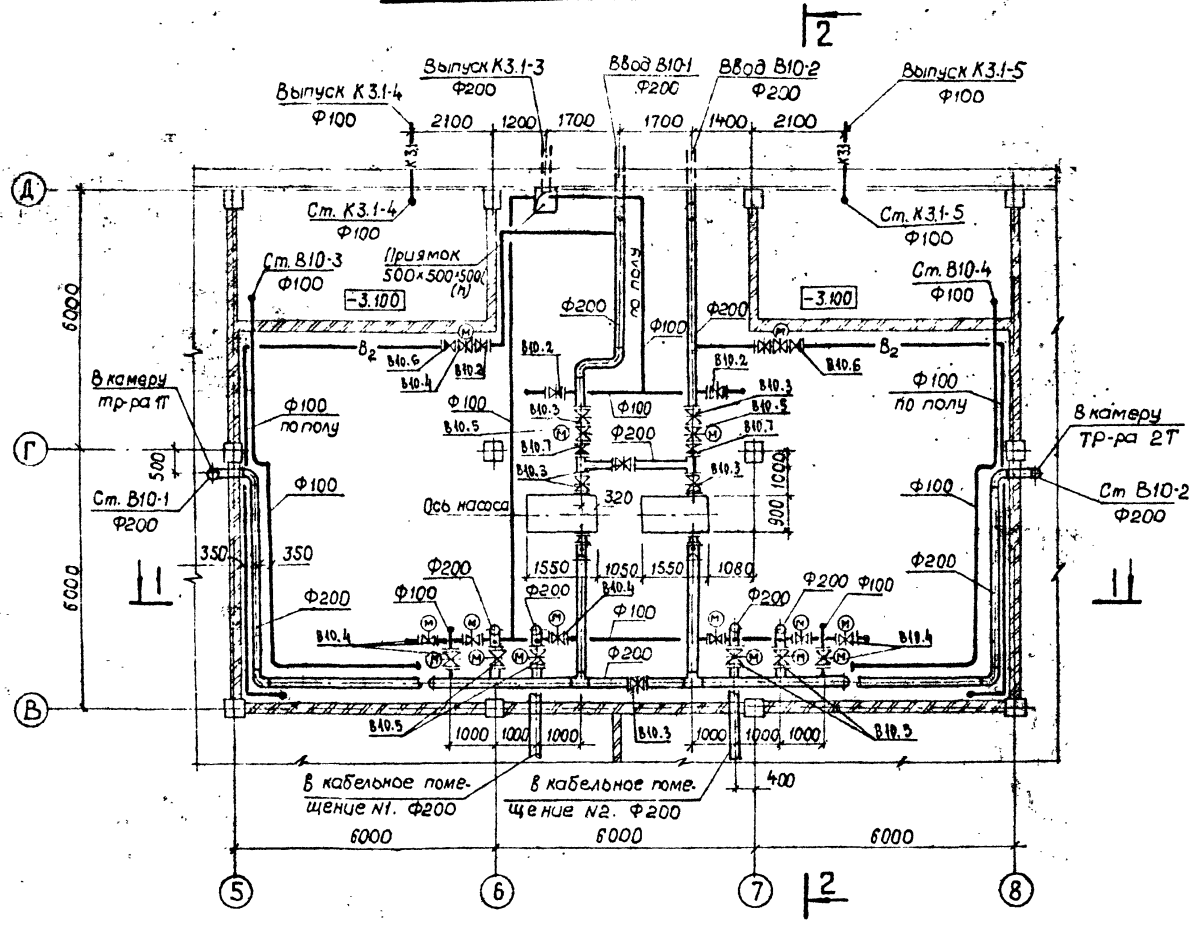 2
Выпуск К3.1-3
Ф200
Ввод В10-1
Ф200
Ввод В10-2
Ф200
Выпуск К3.1-5
Ф100
Выпуск К3.1-4
Ф100
2100
1200
1700
1700
1400
2100
К3.1
К3.1
Д
Ст. К3.1-4
Ф100
Ст. К3.1-5
Ф100
Приямок
500×500×500
(h)
Ст. В10-3
Ф100
Ст. В10-4
Ф100
-3.100
-3.100
6000
Ф200
Ф100
Ф200
В2
В2
М
М
В10.6
В10.4
В10.2
В10.2
В10.2
В10.6
В камеру
тр-ра 1Т
Ф100
по полу
Ф100
В10.3
В10.5
М
В10.7
Ф100
Ф200
В10.3
В10.5
М
В10.7
Ф100
по полу
В камеру
ТР-ра 2Т
Г
500
В10.3
В10.3
1000
Ст. В10-1
Ф200
Ф100
Ось насоса
320
900
Ф100
Ст В10-2
Ф200
350
350
1550
1050
1550
1080
6000
1
Ф200
Ф100
Ф200
Ф200
В10.4
Ф100
Ф200
Ф200
Ф100
Ф200
1
В10.4
М
М
М
М
М
М
М
М
М
М
М
М
В10.4
Ф200
В
В10.5
1000
1000
1000
В10.3
1000
1000
1000
В10.5
400
В кабельное поме-
щение N1. Ф200
В кабельное поме-
щение N2. Ф200
6000
6000
6000
5
6
7
8
2